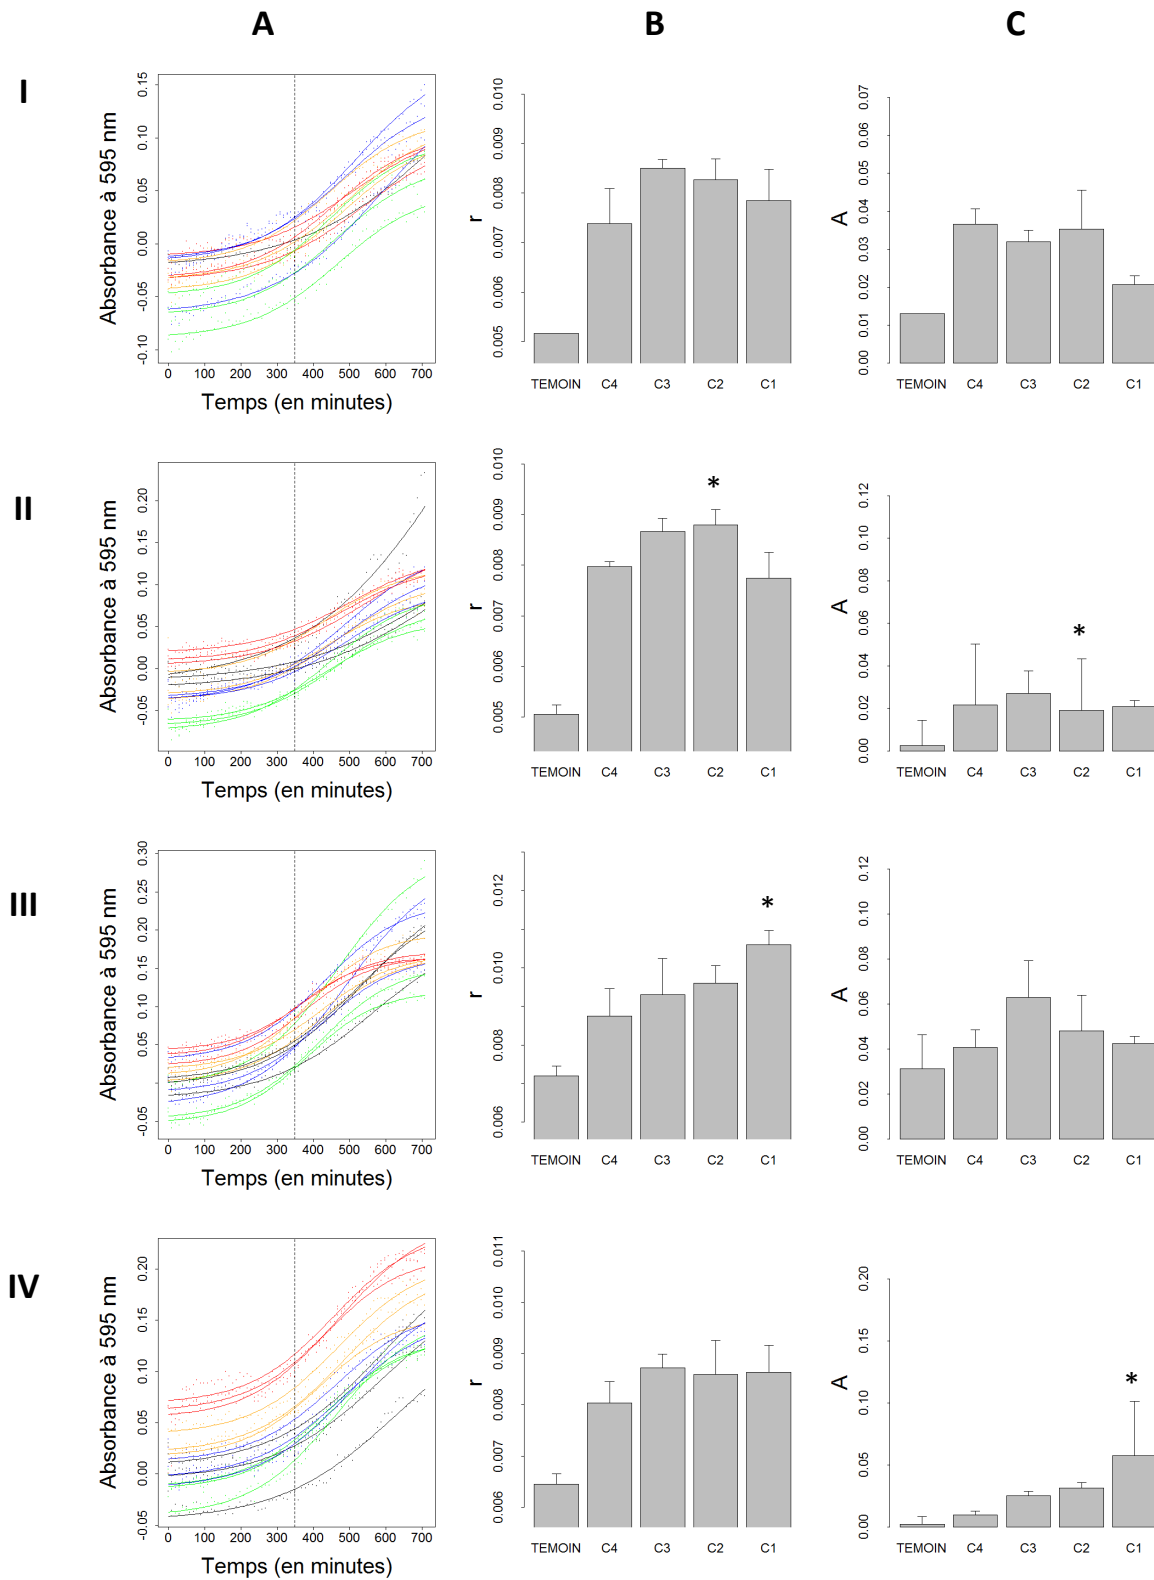 A B C
I
Absorbance à 595 nm
-0.10 -0.05 0.00 0.05 0.10 0.15
0 100 200 300 400 500 600 700
Temps (en minutes)
r
0.005 0.006 0.007 0.008 0.009 0.010
TEMOIN C4 C3 C2 C1
A
0.00 0.01 0.02 0.03 0.04 0.05 0.06 0.07
TEMOIN C4 C3 C2 C1
II
Absorbance à 595 nm
-0.05 0.00 0.05 0.10 0.15 0.20
0 100 200 300 400 500 600 700
Temps (en minutes)
r
0.005 0.006 0.007 0.008 0.009 0.010
*
TEMOIN C4 C3 C2 C1
A
0.00 0.02 0.04 0.06 0.08 0.10 0.12
*
TEMOIN C4 C3 C2 C1
III
Absorbance à 595 nm
-0.05 0.05 0.10 0.15 0.20 0.25 0.30
0 100 200 300 400 500 600 700
Temps (en minutes)
r
0.006 0.008 0.010 0.012
*
TEMOIN C4 C3 C2 C1
A
0.00 0.02 0.04 0.06 0.08 0.10 0.12
TEMOIN C4 C3 C2 C1
IV
Absorbance à 595 nm
-0.05 0.00 0.05 0.10 0.15 0.20
0 100 200 300 400 500 600 700
Temps (en minutes)
r
0.006 0.007 0.008 0.009 0.010 0.011
TEMOIN C4 C3 C2 C1
A
0.00 0.05 0.10 0.15 0.20
*
TEMOIN C4 C3 C2 C1